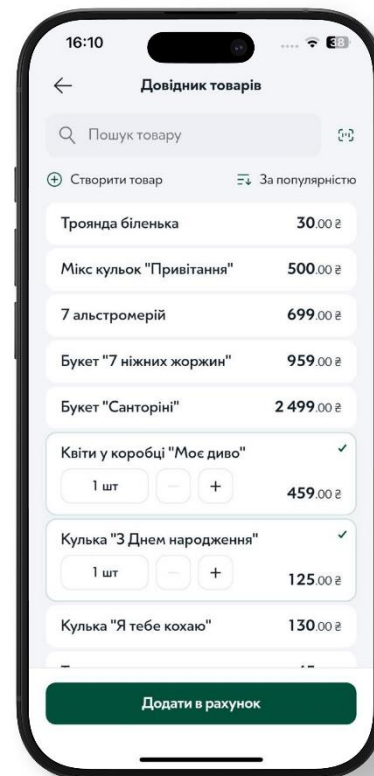 16:10
38
Довідник товарів
Пошук товару
Створити товар За популярністю
Троянда біленька 30.00 ₴
Мікс кульок "Привітання" 500.00 ₴
7 альстромерій 699.00 ₴
Букет "7 ніжних жоржин" 959.00 ₴
Букет "Санторіні" 2 499.00 ₴
Квіти у коробці "Моє диво"
1 шт − +
459.00 ₴
Кулька "З Днем народження"
1 шт − +
125.00 ₴
Кулька "Я тебе кохаю" 130.00 ₴
Додати в рахунок